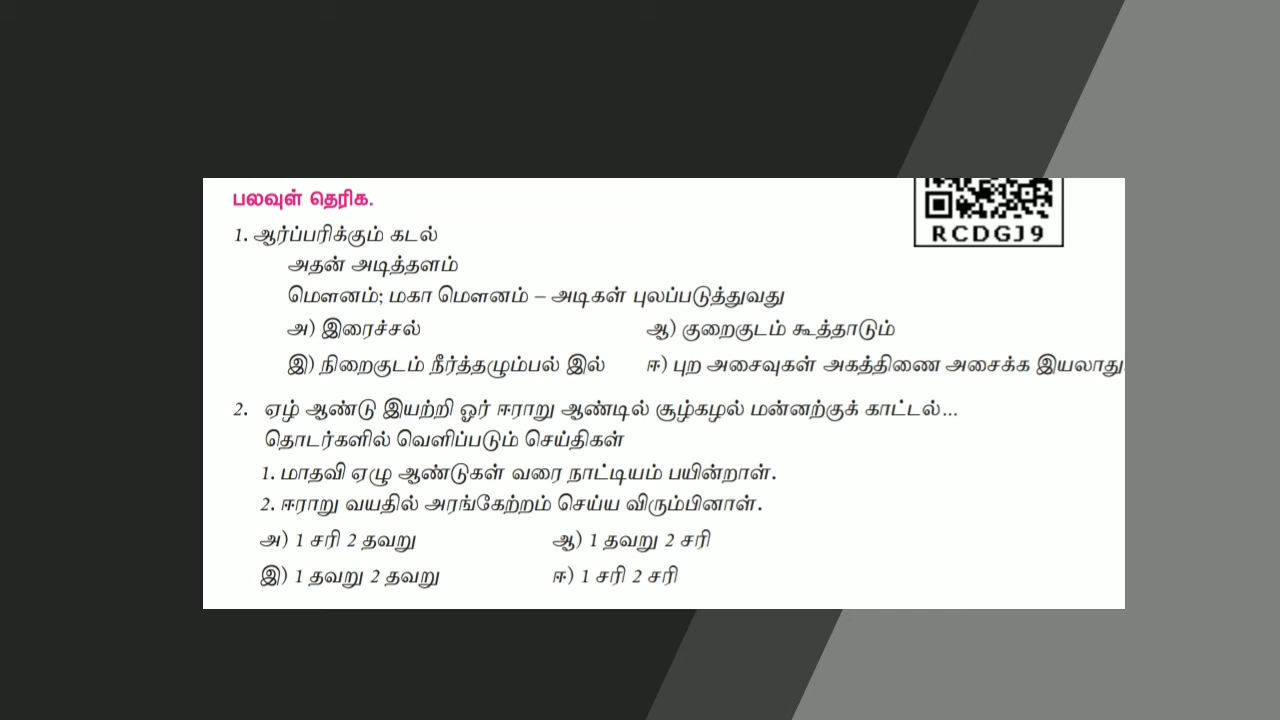 பலவுள் தெரிக.
RCDGJ9
1. ஆர்ப்பரிக்கும் கடல்
அதன் அடித்தளம்
மௌனம்; மகா மௌனம் – அடிகள் புலப்படுத்துவது
அ) இரைச்சல் ஆ) குறைகுடம் கூத்தாடும்
இ) நிறைகுடம் நீர்த்தழும்பல் இல் ஈ) புற அசைவுகள் அகத்திணை அசைக்க இயலாது
2. ஏழ் ஆண்டு இயற்றி ஓர் ஈராறு ஆண்டில் சூழ்கழல் மன்னற்குக் காட்டல்...
தொடர்களில் வெளிப்படும் செய்திகள்
1. மாதவி ஏழு ஆண்டுகள் வரை நாட்டியம் பயின்றாள்.
2. ஈராறு வயதில் அரங்கேற்றம் செய்ய விரும்பினாள்.
அ) 1 சரி 2 தவறு ஆ) 1 தவறு 2 சரி
இ) 1 தவறு 2 தவறு ஈ) 1 சரி 2 சரி